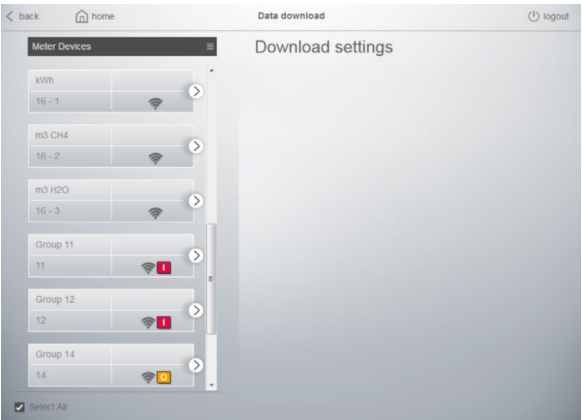 back
home
Data download
logout
Meter Devices
Download settings
kWh
16 - 1
m3 CH4
16 - 2
m3 H2O
16 - 3
Group 11
11
I
Group 12
12
I
Group 14
14
O
Select All